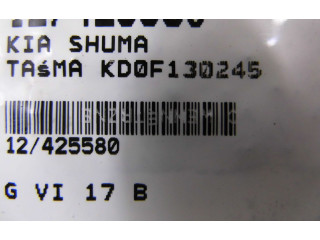 KIA SHUMA
TAśMA KD0F130245
12/425580
G VI 17 B